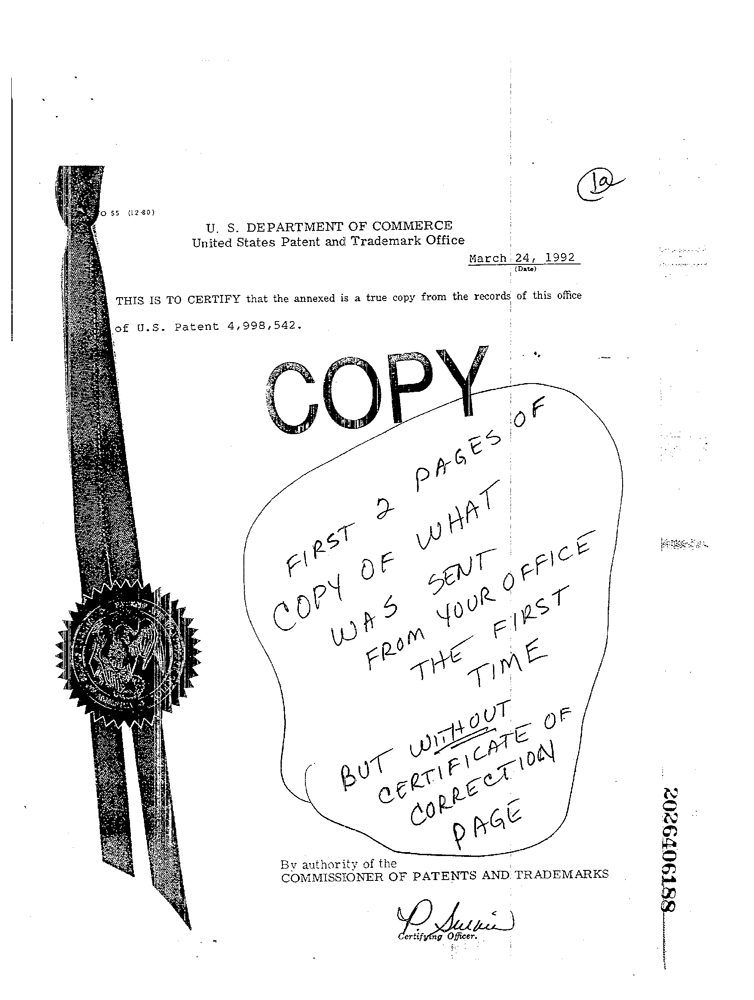 1a
O 55 (12-80)
U. S. DEPARTMENT OF COMMERCE
United States Patent and Trademark Office
March 24, 1992
(Date)
THIS IS TO CERTIFY that the annexed is a true copy from the records of this office
of U.S. Patent 4,998,542.
COPY
FIRST 2 PAGES OF
COPY OF WHAT
WAS SENT
FROM YOUR OFFICE
THE FIRST
TIME
BUT WITHOUT
CERTIFICATE OF
CORRECTION
PAGE
By authority of the
COMMISSIONER OF PATENTS AND TRADEMARKS
Certifying Officer.
2026406188